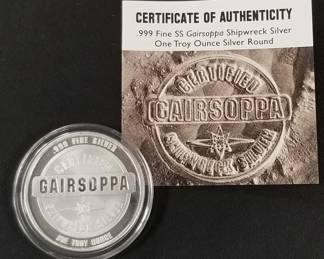 CERTIFICATE OF AUTHENTICITY
.999 Fine SS Gairsoppa Shipwreck Silver
One Troy Ounce Silver Round
CERTIFIED
GAIRSOPPA
SHIPWRECK SILVER
.999 FINE SILVER
CERTIFIED
GAIRSOPPA
SHIPWRECK SILVER
ONE TROY OUNCE